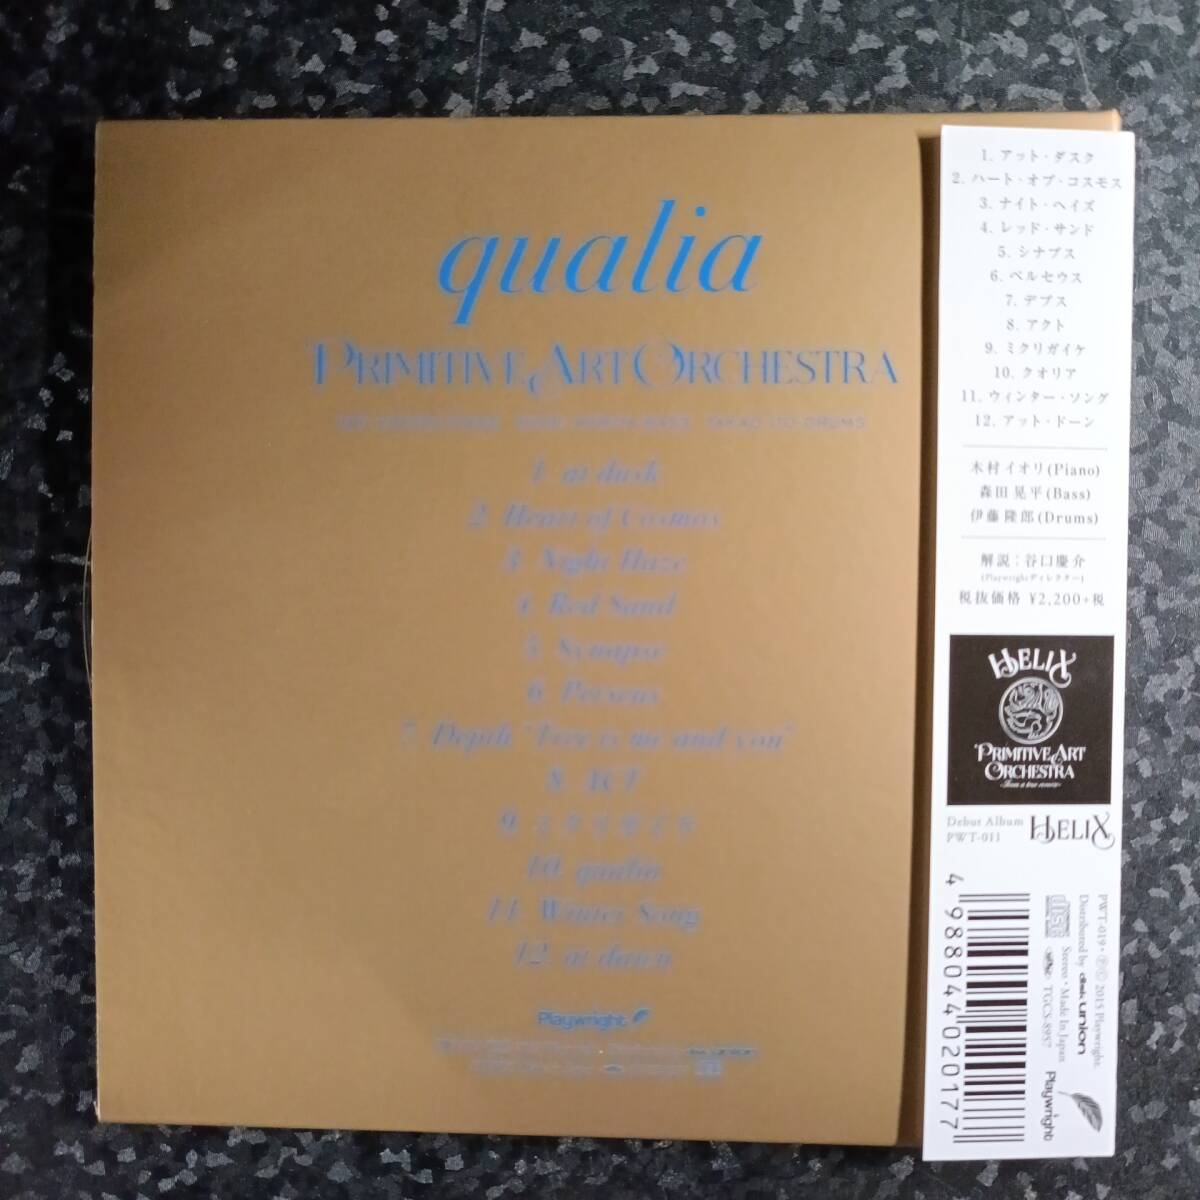 qualia
PRIMITIVE ART ORCHESTRA
TAKAO ITO-DRUMS
1. at dusk
2. Heart of Cosmos
3. Night Haze
4. Red Sand
5. Synapse
6. Perseus
7. Depth "Free is me and you"
8. ACT
9.
10. qualia
11. Winter Song
12. at dawn
Playwright
1. アット・ダスク
2. ハート・オブ・コスモス
3. ナイト・ヘイズ
4. レッド・サンド
5. シナプス
6. ペルセウス
7. デプス
8. アクト
9. ミクリガイケ
10. クオリア
11. ウィンター・ソング
12. アット・ドーン
木村イオリ(Piano)
森田晃平(Bass)
伊藤隆郎(Drums)
解説：谷口慶介
(Playwrightディレクター)
税抜価格 ¥2,200+税
HELIX
PRIMITIVE ART
ORCHESTRA
Debut Album
PWT-011
HELIX
4 988044 020177
PWT-019・ⓅⒸ 2015 Playwright.
Distributed by disk union
Stereo・Made In Japan
TGCS-8957
Playwright